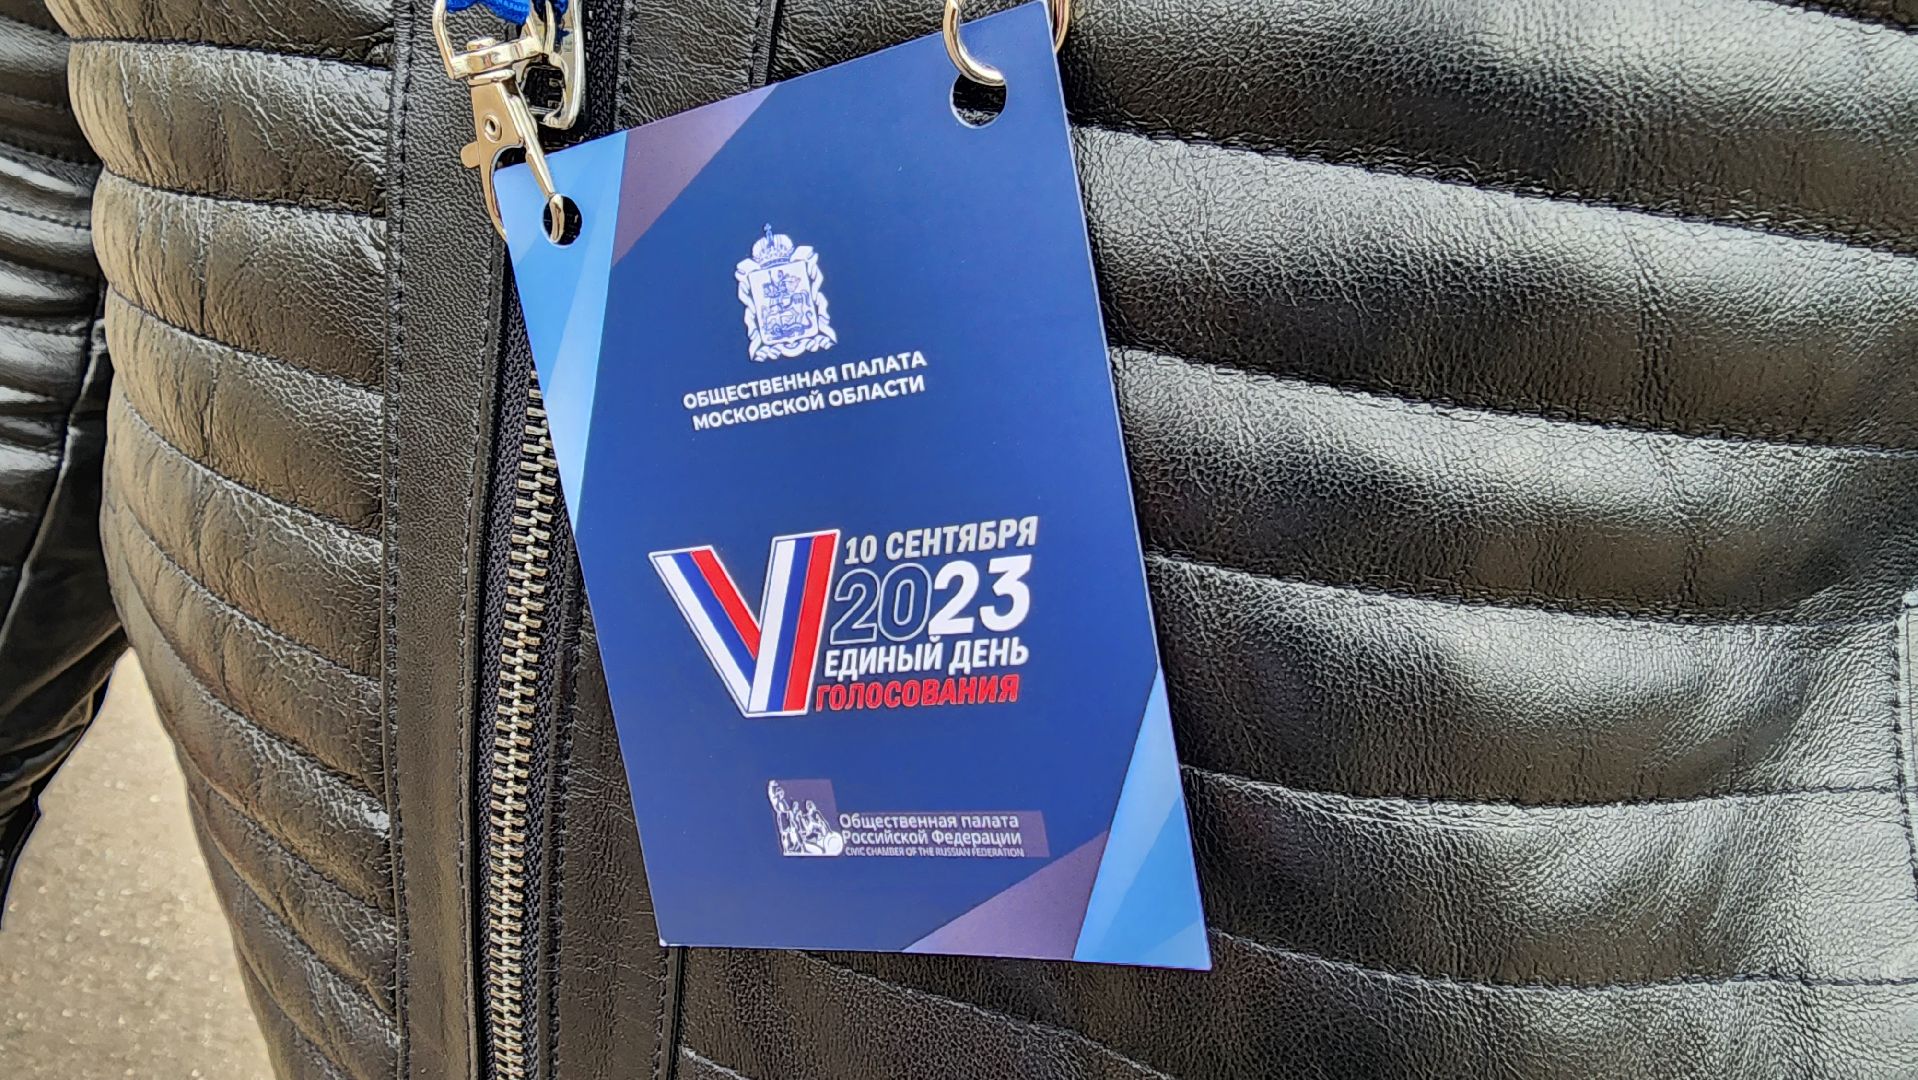 ОБЩЕСТВЕННАЯ ПАЛАТА
МОСКОВСКОЙ ОБЛАСТИ
10 СЕНТЯБРЯ
2023
ЕДИНЫЙ ДЕНЬ
ГОЛОСОВАНИЯ
Общественная палата
Российской Федерации
CIVIC CHAMBER OF THE RUSSIAN FEDERATION